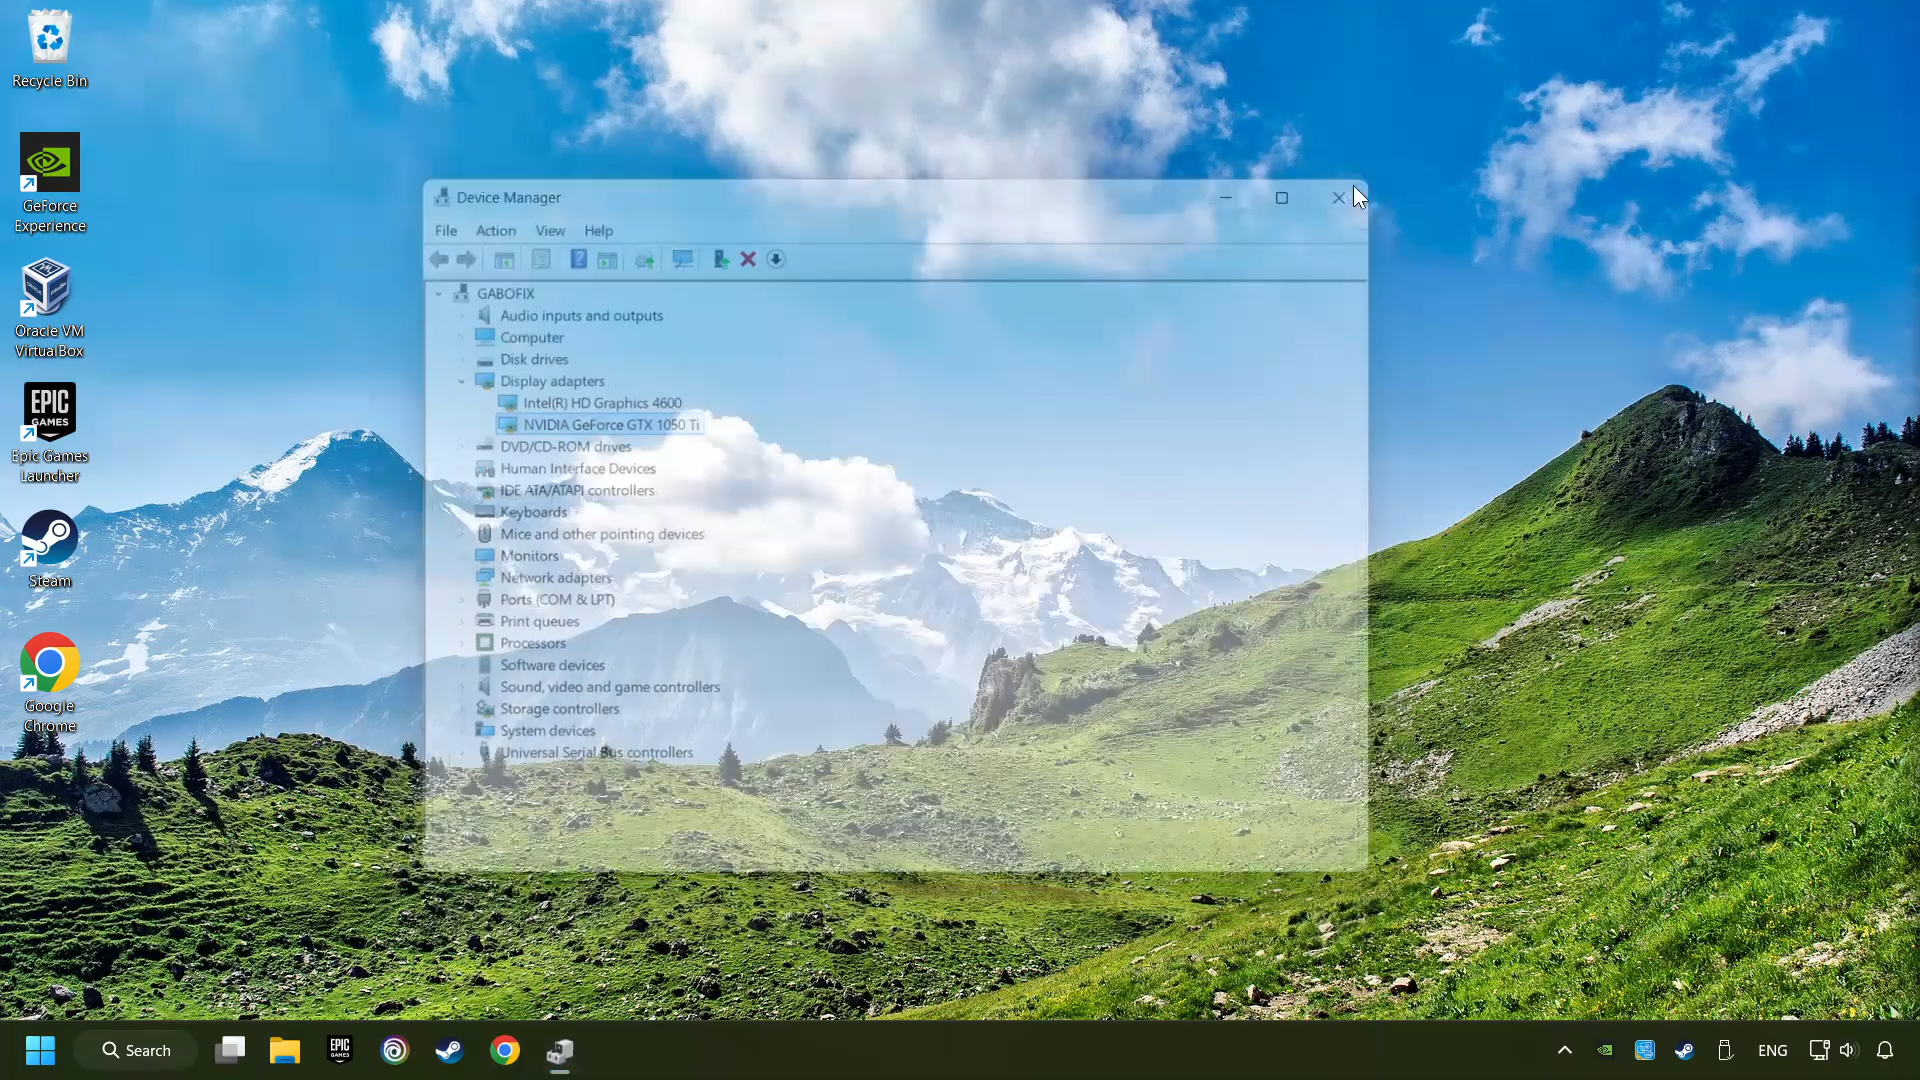 Recycle Bin
GeForce
Experience
Oracle VM
VirtualBox
EPIC
GAMES
Epic Games
Launcher
Steam
Google
Chrome
Device Manager
File Action View Help
GABOFIX
Audio inputs and outputs
Computer
Disk drives
Display adapters
Intel(R) HD Graphics 4600
NVIDIA GeForce GTX 1050 Ti
DVD/CD-ROM drives
Human Interface Devices
IDE ATA/ATAPI controllers
Keyboards
Mice and other pointing devices
Monitors
Network adapters
Ports (COM & LPT)
Print queues
Processors
Software devices
Sound, video and game controllers
Storage controllers
System devices
Universal Serial Bus controllers
Search
EPIC
GAMES
ENG